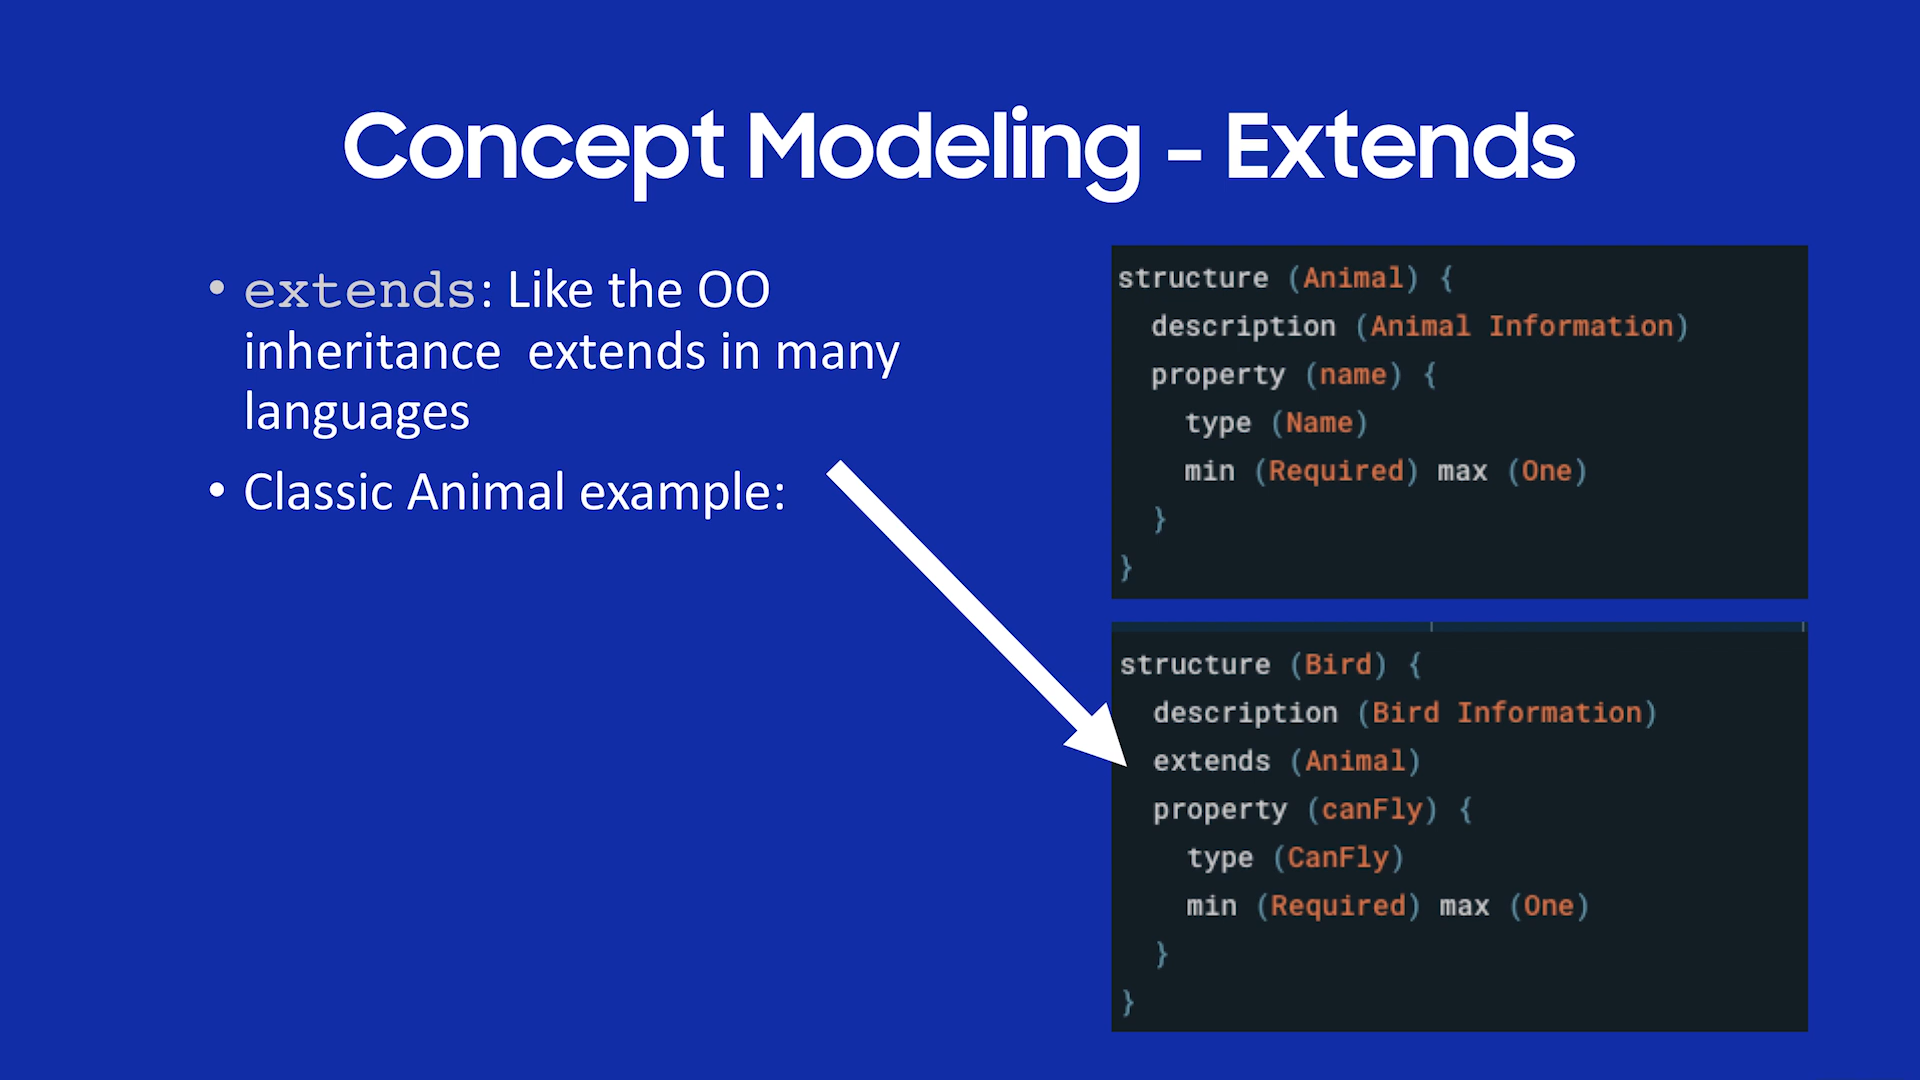 Concept Modeling - Extends
• extends: Like the OO
inheritance extends in many
languages
• Classic Animal example:
structure (Animal) {
description (Animal Information)
property (name) {
type (Name)
min (Required) max (One)
}
}
structure (Bird) {
description (Bird Information)
extends (Animal)
property (canFly) {
type (CanFly)
min (Required) max (One)
}
}